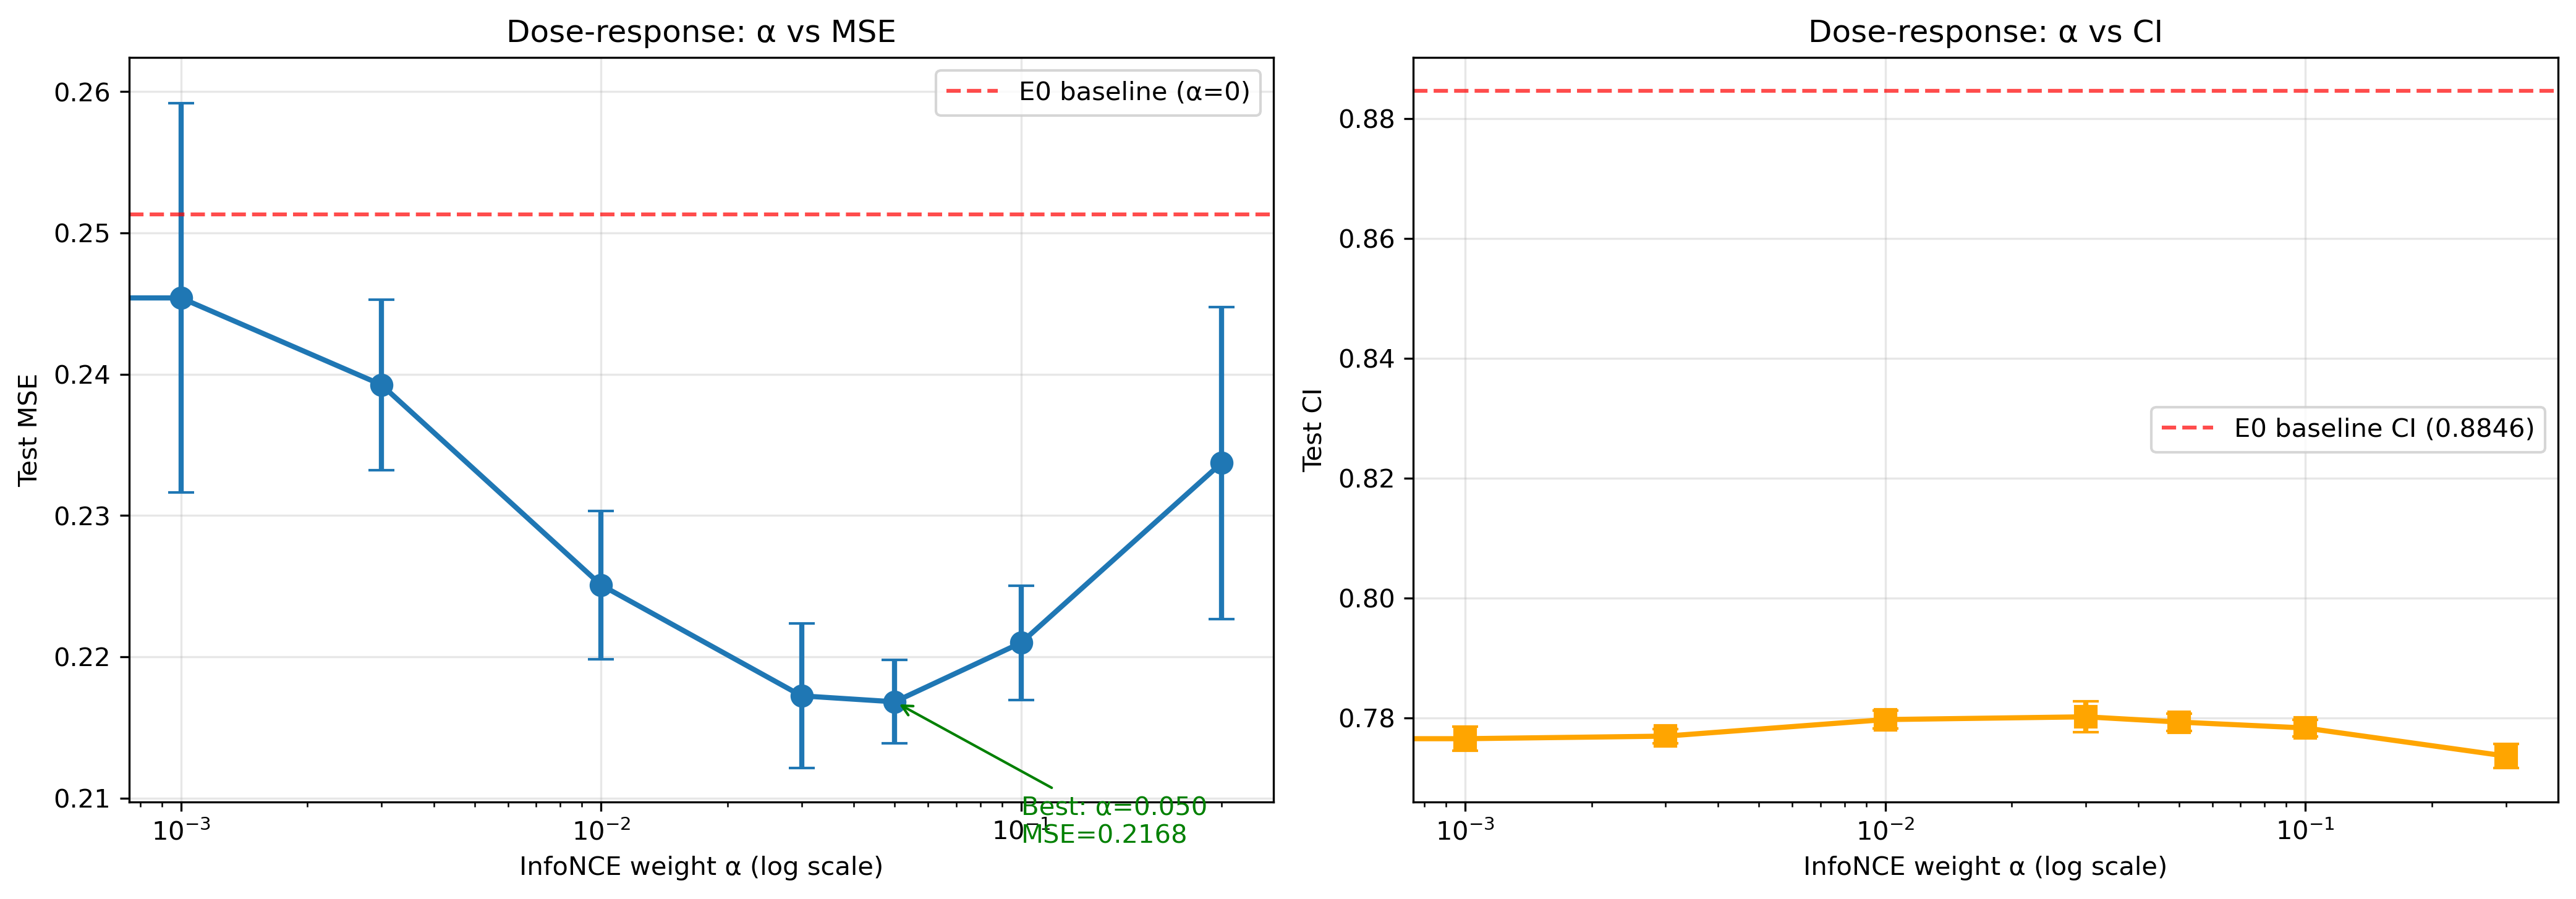 Dose-response: α vs MSE
E0 baseline (α=0)
0.26
0.25
0.24
0.23
0.22
0.21
Test MSE
10⁻³
10⁻²
10⁻¹
Best: α=0.050
MSE=0.2168
InfoNCE weight α (log scale)
Dose-response: α vs CI
E0 baseline CI (0.8846)
0.88
0.86
0.84
0.82
0.80
0.78
Test CI
10⁻³
10⁻²
10⁻¹
InfoNCE weight α (log scale)